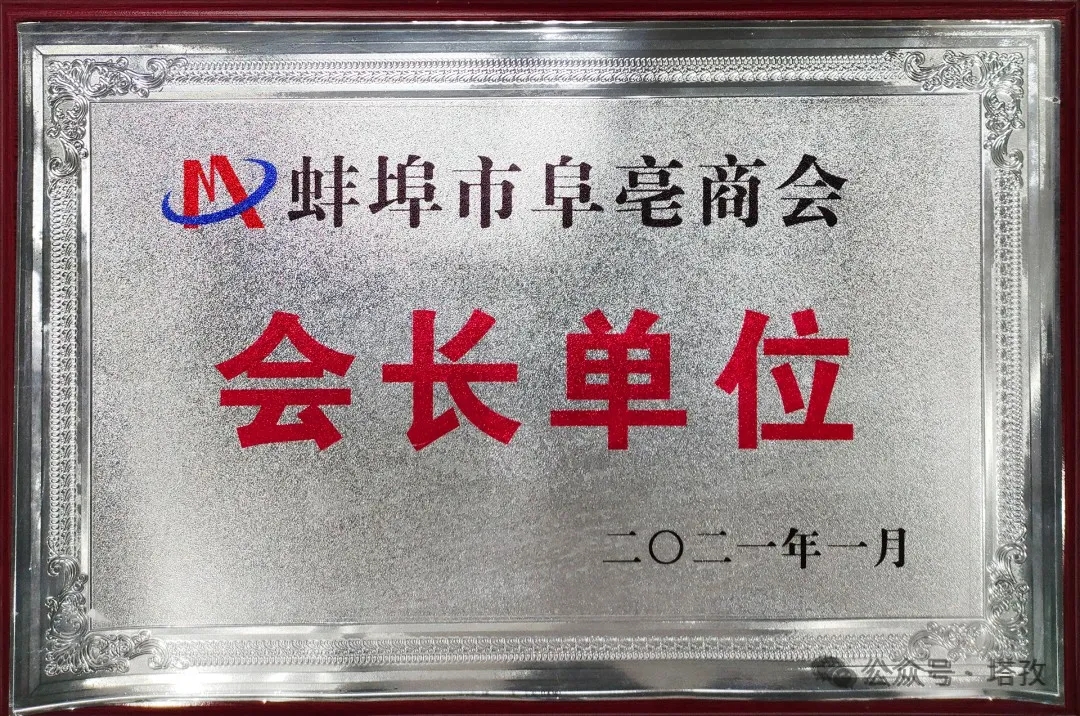 蚌埠市阜亳商会
会长单位
二〇二一年一月
公众号·塔孜